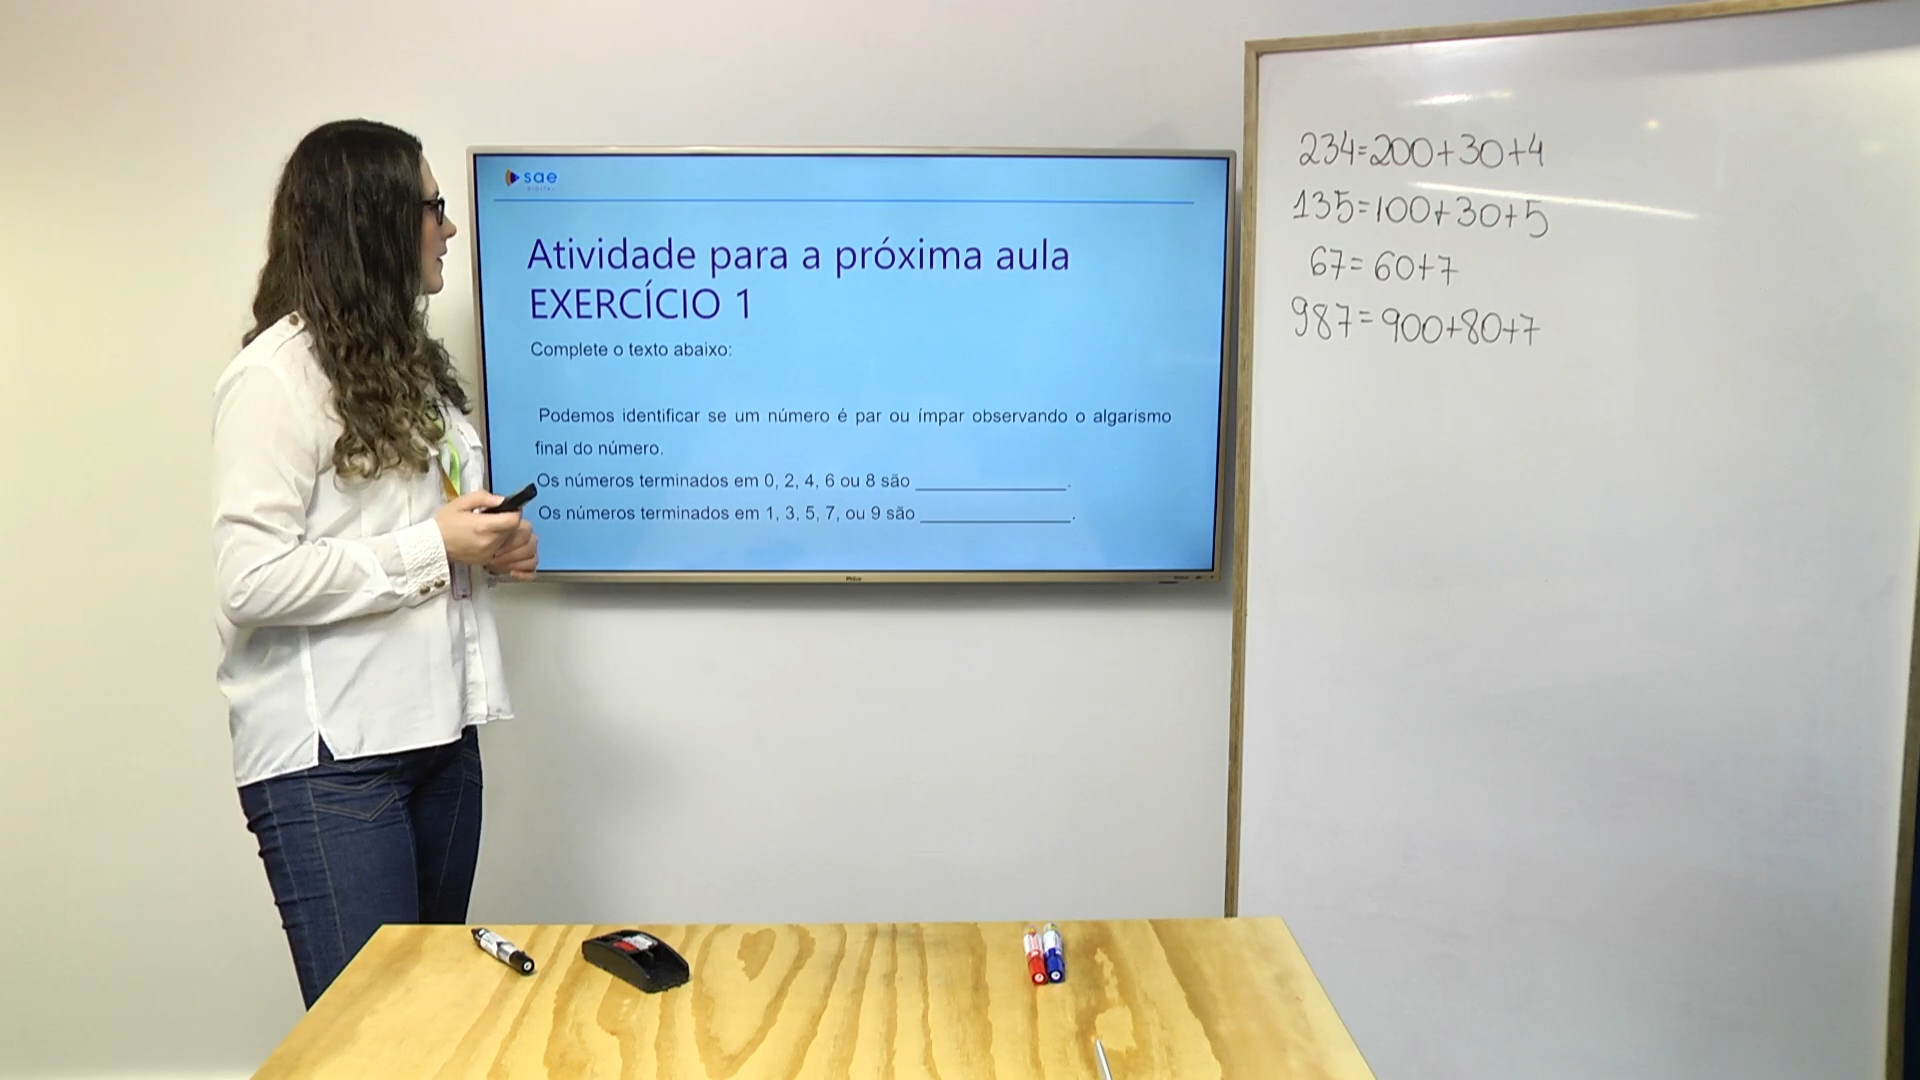 sae
DIGITAL
Atividade para a próxima aula
EXERCÍCIO 1
Complete o texto abaixo:
Podemos identificar se um número é par ou ímpar observando o algarismo
final do número.
Os números terminados em 0, 2, 4, 6 ou 8 são _______________.
Os números terminados em 1, 3, 5, 7, ou 9 são _______________.
Philco
234=200+30+4
135=100+30+5
67=60+7
987=900+80+7